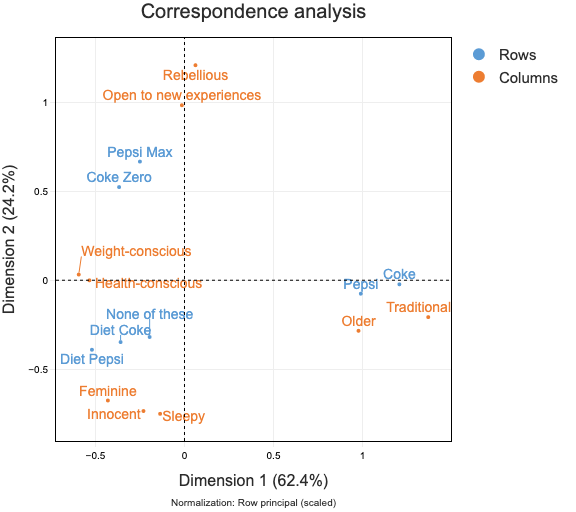 Correspondence analysis
Rows
Columns
Rebellious
Open to new experiences
Pepsi Max
Coke Zero
Weight-conscious
Health-conscious
Coke
Pepsi
Traditional
Older
None of these
Diet Coke
Diet Pepsi
Feminine
Innocent
Sleepy
1
0.5
0
−0.5
Dimension 2 (24.2%)
−0.5
0
0.5
1
Dimension 1 (62.4%)
Normalization: Row principal (scaled)